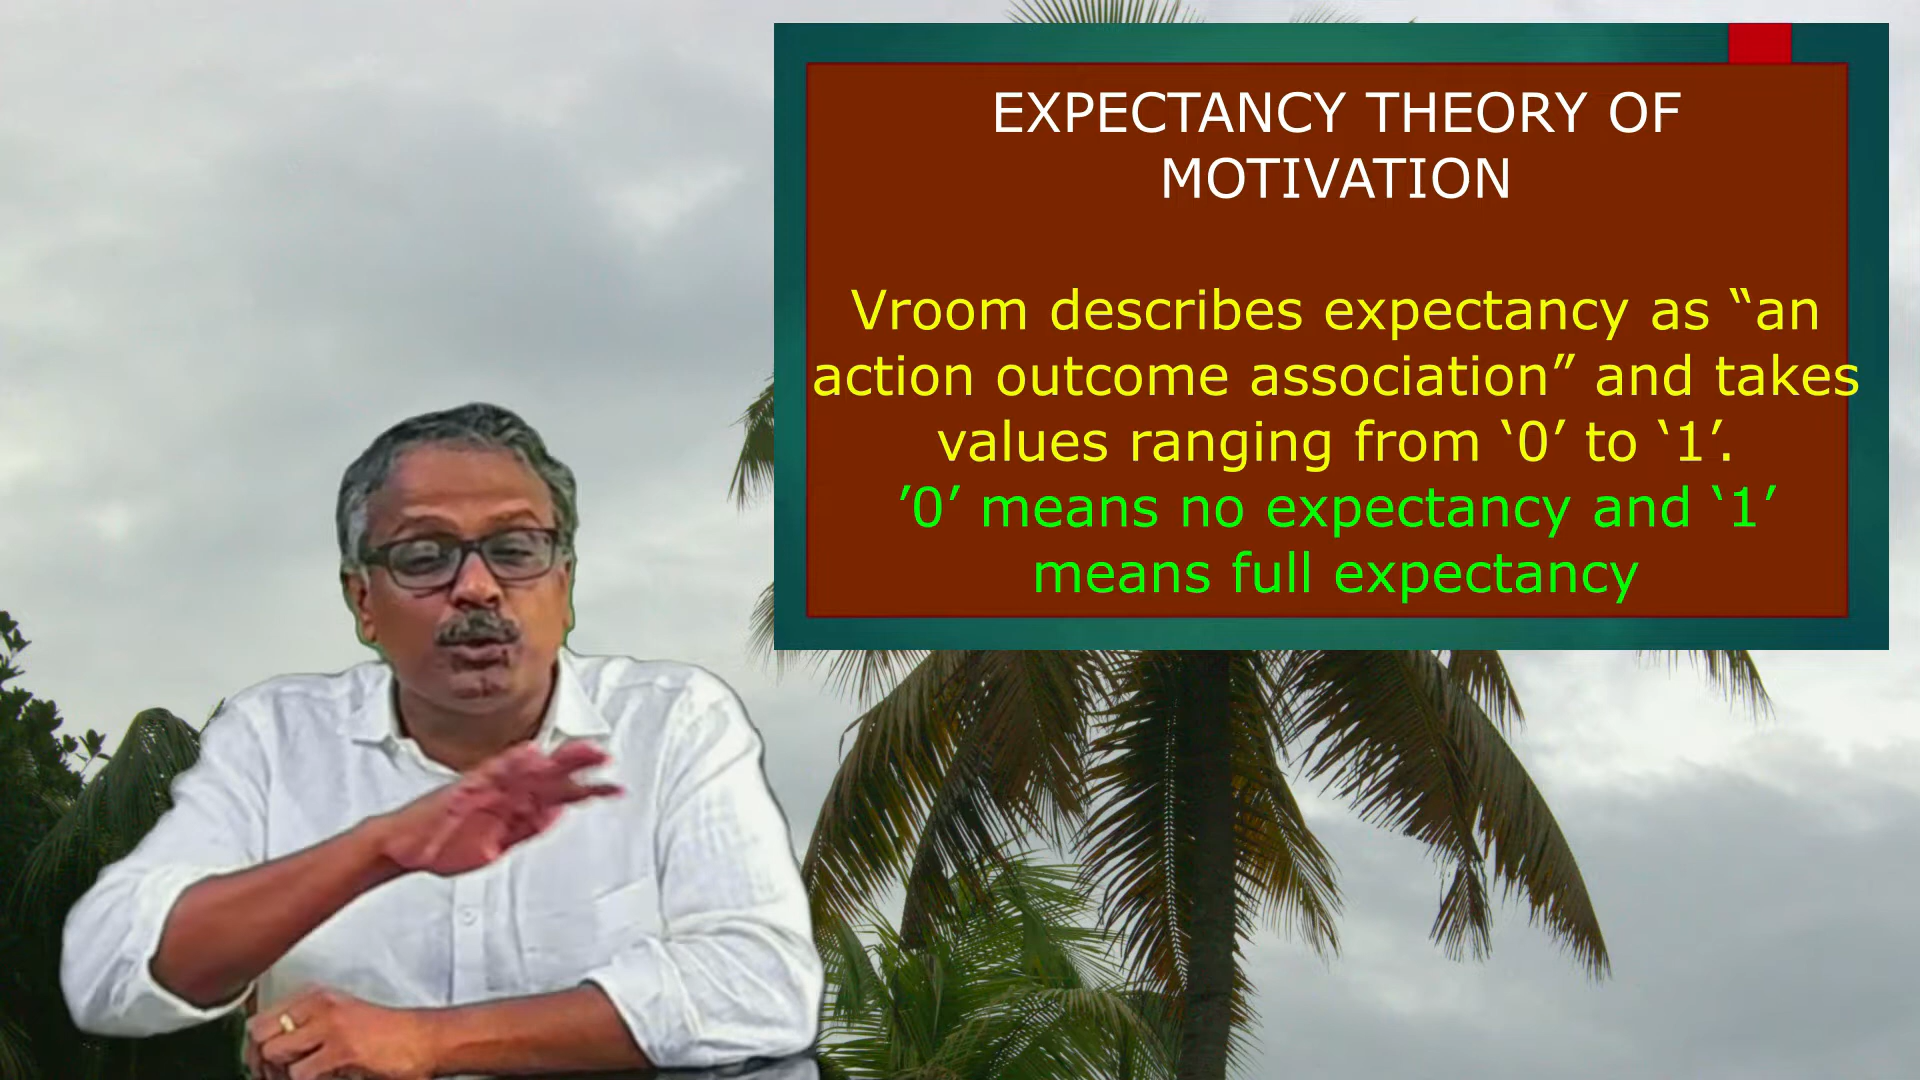 EXPECTANCY THEORY OF
MOTIVATION
Vroom describes expectancy as “an
action outcome association” and takes
values ranging from ‘0’ to ‘1’.
’0’ means no expectancy and ‘1’
means full expectancy